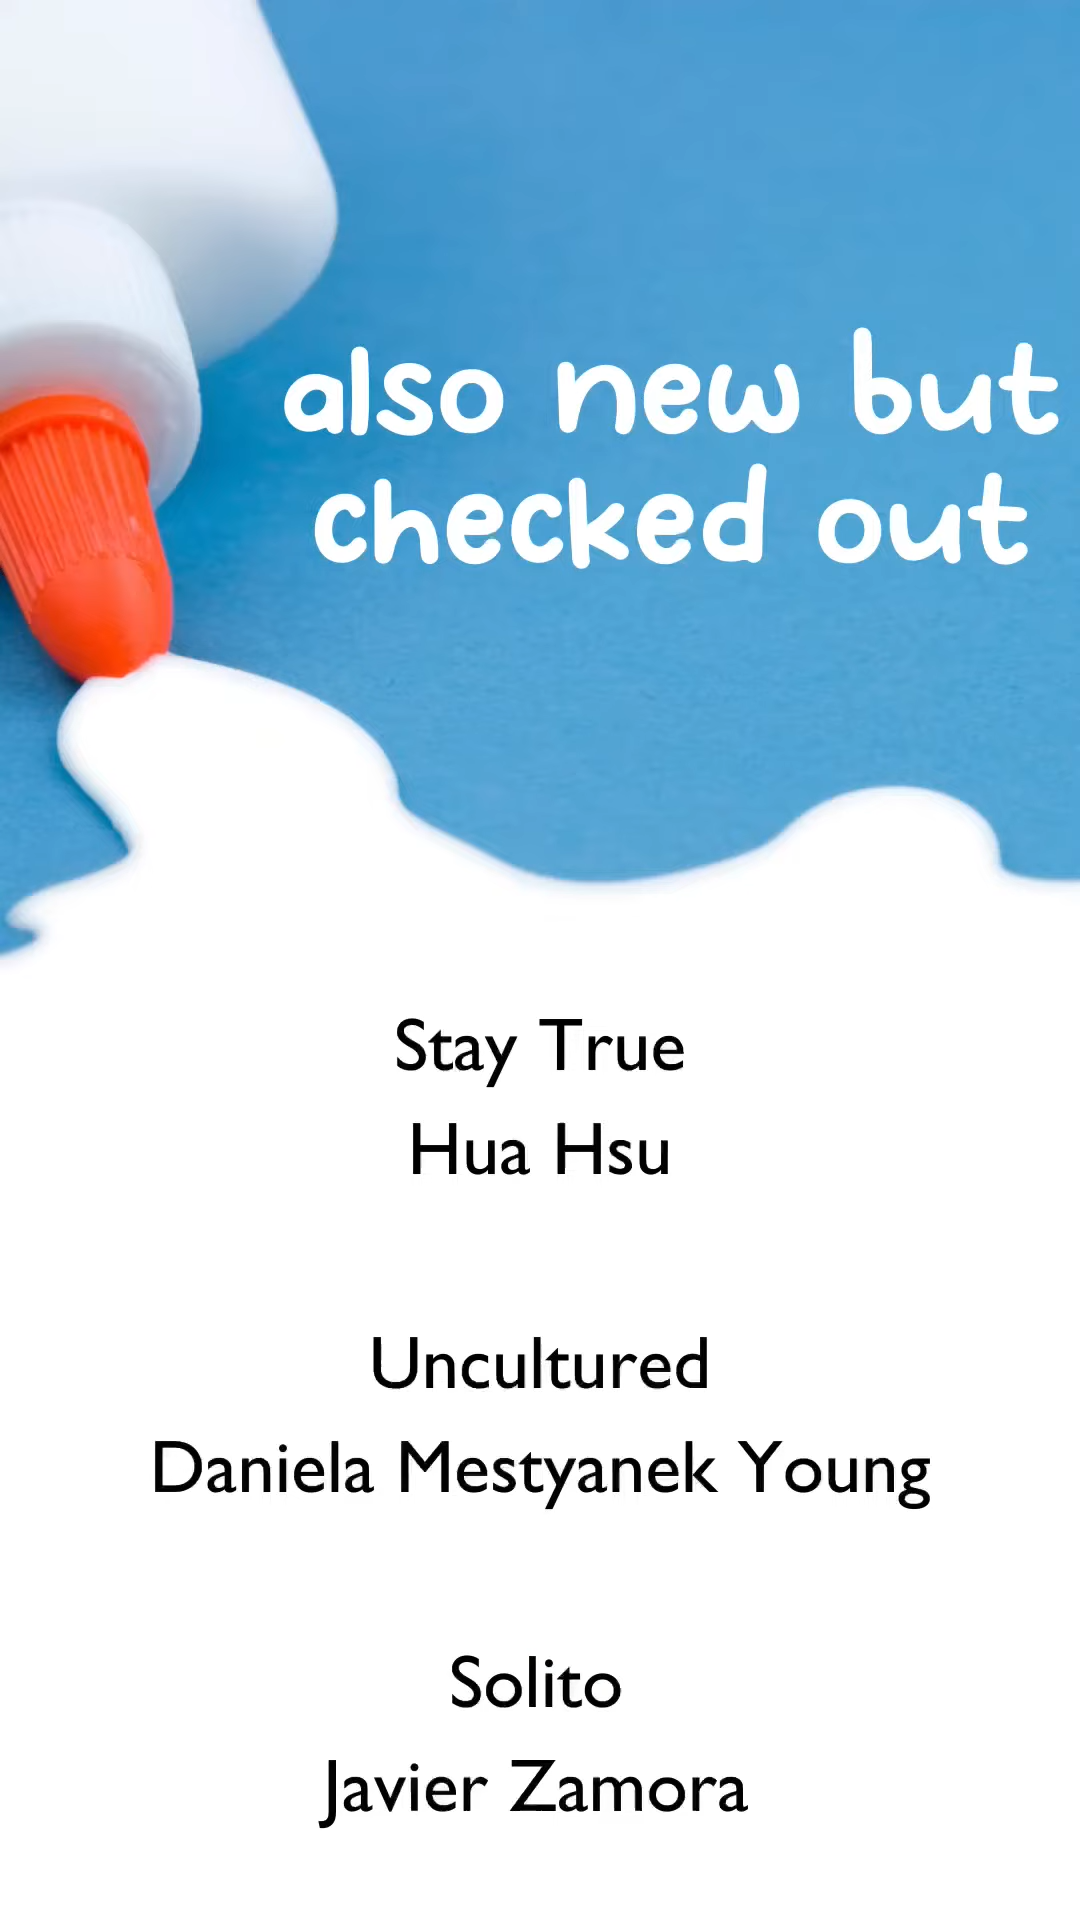 also new but
checked out
Stay True
Hua Hsu
Uncultured
Daniela Mestyanek Young
Solito
Javier Zamora